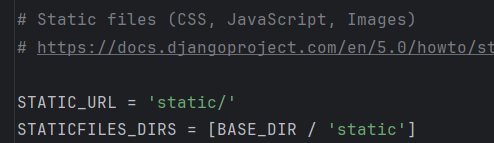 # Static files (CSS, JavaScript, Images)
# https://docs.djangoproject.com/en/5.0/howto/st
STATIC_URL = 'static/'
STATICFILES_DIRS = [BASE_DIR / 'static']